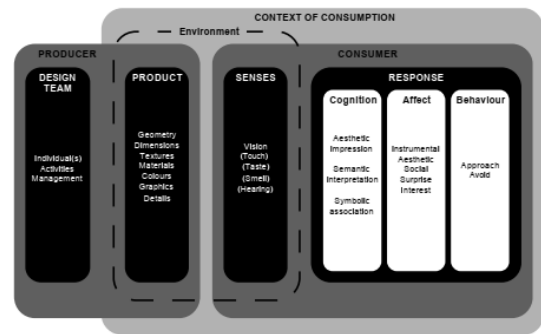 CONTEXT OF CONSUMPTION
Environment
PRODUCER
CONSUMER
DESIGN
TEAM
Individual(s)
Activities
Management
PRODUCT
Geometry
Dimensions
Textures
Materials
Colours
Graphics
Details
SENSES
Vision
(Touch)
(Taste)
(Smell)
(Hearing)
RESPONSE
Cognition
Aesthetic
Impression
Semantic
Interpretation
Symbolic
association
Affect
Instrumental
Aesthetic
Social
Surprise
Interest
Behaviour
Approach
Avoid